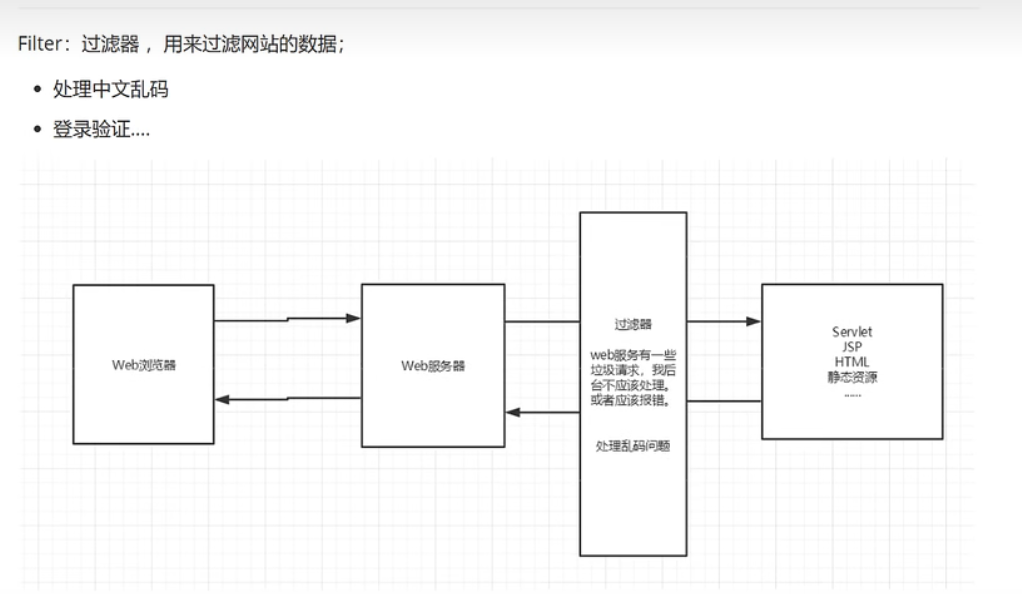 Filter：过滤器 ，用来过滤网站的数据；
处理中文乱码
登录验证....
Web浏览器
Web服务器
过滤器
web服务有一些
垃圾请求，我后
台不应该处理。
或者应该报错。
处理乱码问题
Servlet
JSP
HTML
静态资源
......